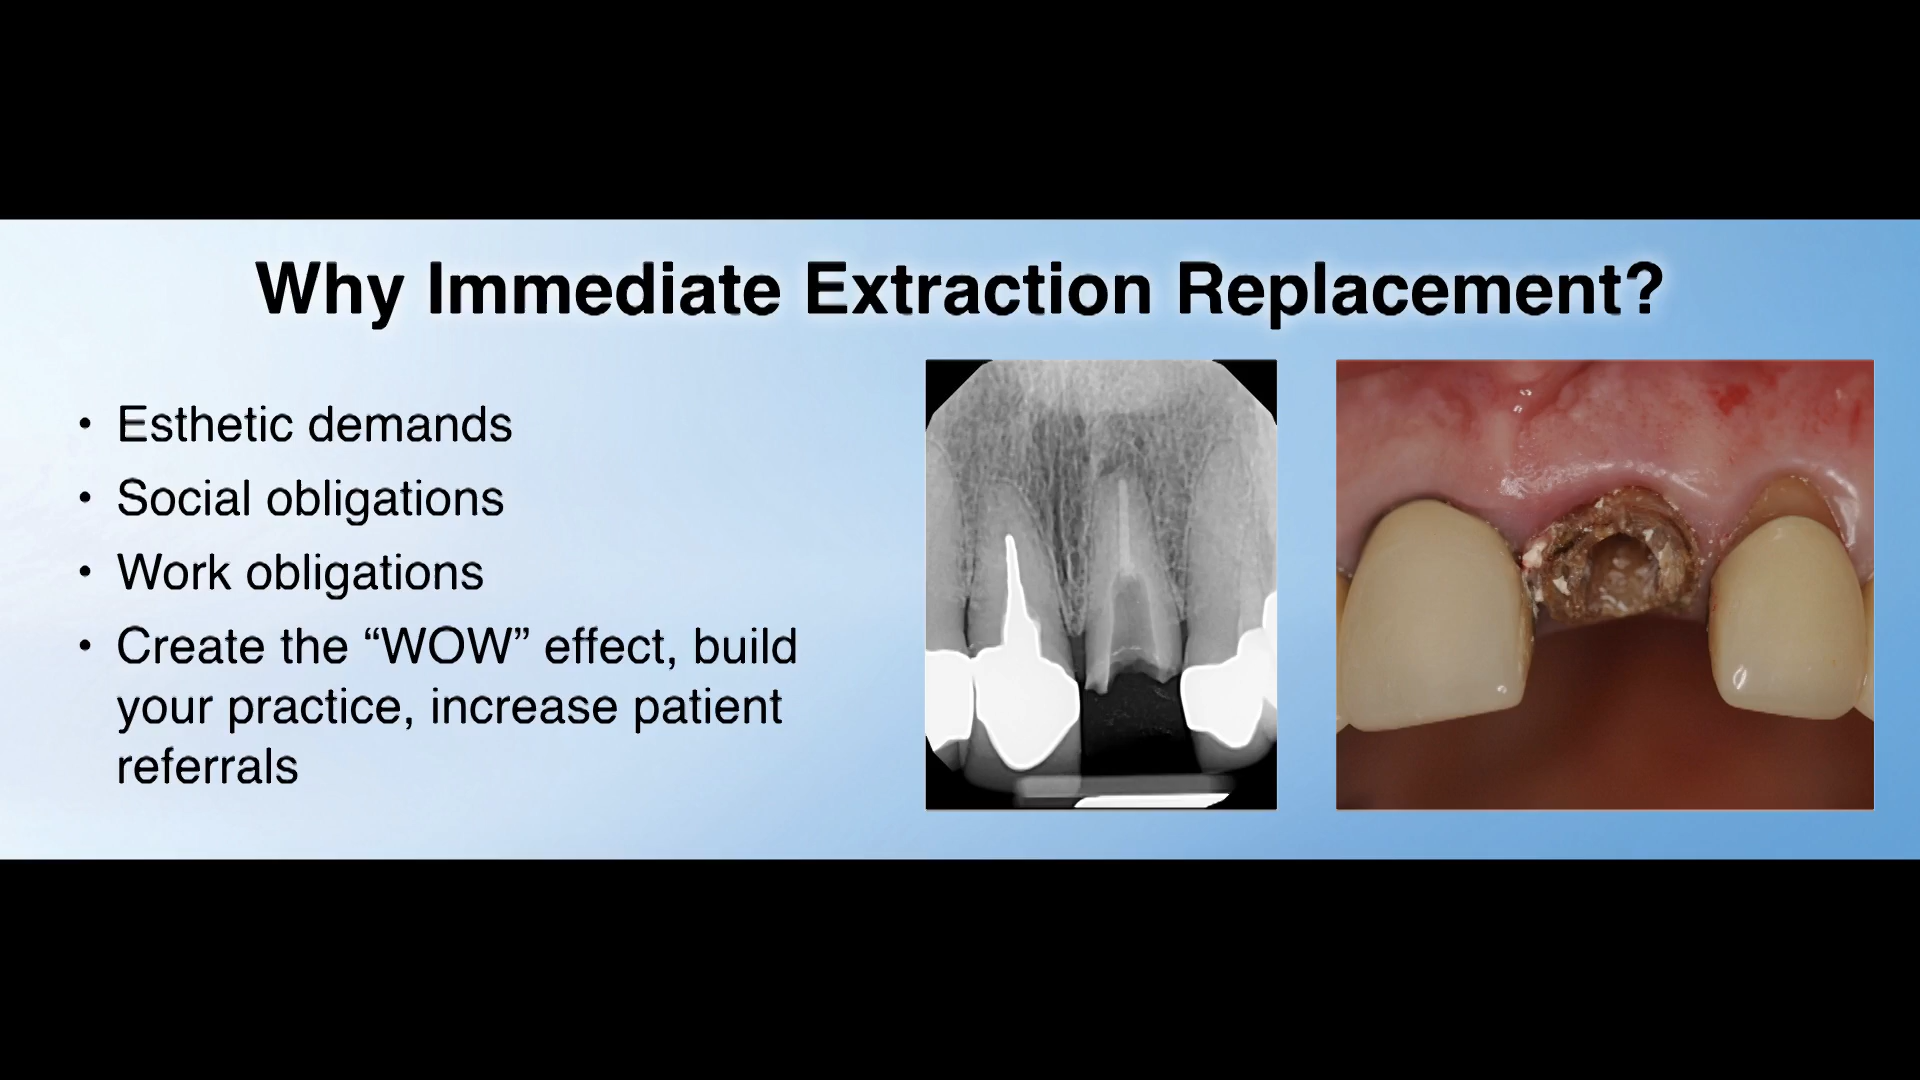 Why Immediate Extraction Replacement?
• Esthetic demands
• Social obligations
• Work obligations
• Create the “WOW” effect, build
your practice, increase patient
referrals